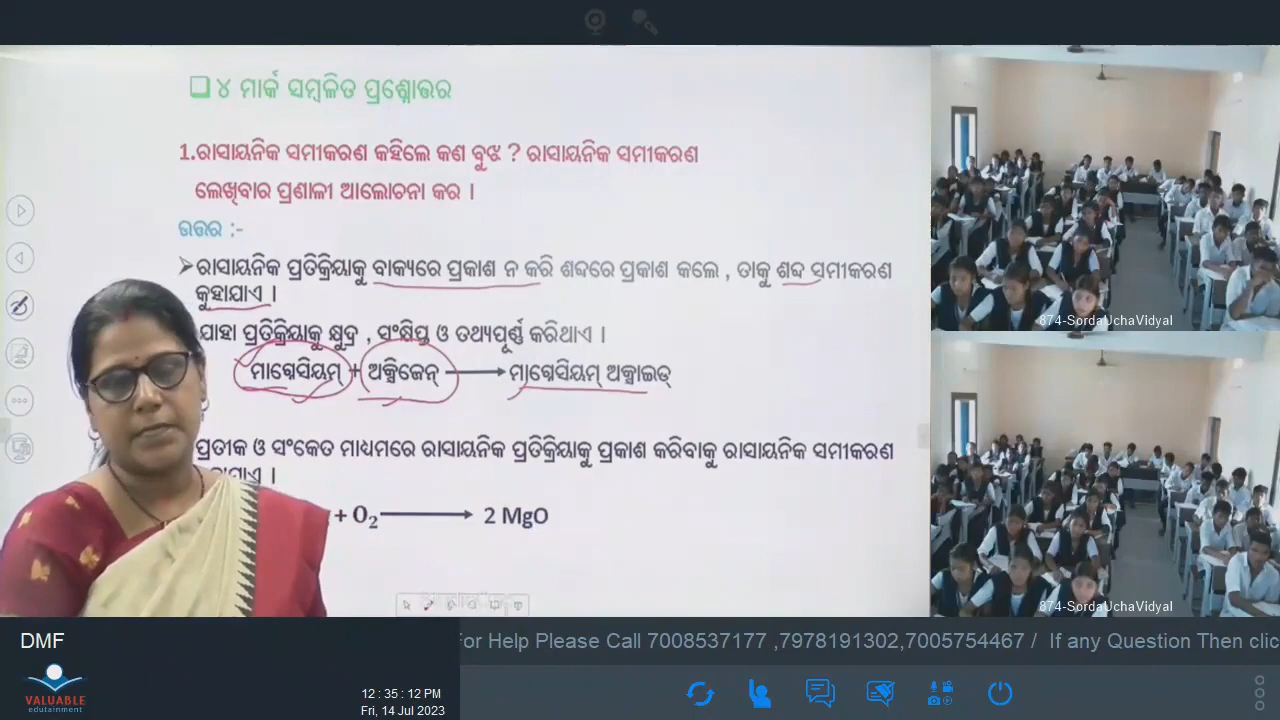 ୪ ମାର୍କ ସମ୍ବଳିତ ପ୍ରଶ୍ନୋତ୍ତର
1.ରାସାୟନିକ ସମୀକରଣ କହିଲେ କଣ ବୁଝ ? ରାସାୟନିକ ସମୀକରଣ
ଲେଖିବାର ପ୍ରଣାଳୀ ଆଲୋଚନା କର ।
ଉତ୍ତର :-
ରାସାୟନିକ ପ୍ରତିକ୍ରିୟାକୁ ବାକ୍ୟରେ ପ୍ରକାଶ ନ କରି ଶବ୍ଦରେ ପ୍ରକାଶ କଲେ , ତାକୁ ଶବ୍ଦ ସମୀକରଣ
କୁହାଯାଏ ।
ଯାହା ପ୍ରତିକ୍ରିୟାକୁ କ୍ଷୁଦ୍ର , ସଂକ୍ଷିପ୍ତ ଓ ତଥ୍ୟପୂର୍ଣ୍ଣ କରିଥାଏ ।
ମାଗ୍ନେସିୟମ୍ + ଅକ୍ସିଜେନ୍ ⟶ ମାଗ୍ନେସିୟମ୍ ଅକ୍ସାଇଡ୍
ପ୍ରତୀକ ଓ ସଂକେତ ମାଧ୍ୟମରେ ରାସାୟନିକ ପ୍ରତିକ୍ରିୟାକୁ ପ୍ରକାଶ କରିବାକୁ ରାସାୟନିକ ସମୀକରଣ
+ O₂ ⟶ 2 MgO
874-SordaUchaVidyal
874-SordaUchaVidyal
DMF
For Help Please Call 7008537177 ,7978191302,7005754467 / If any Question Then clic
VALUABLE
edutainment
12 : 35 : 12 PM
Fri, 14 Jul 2023